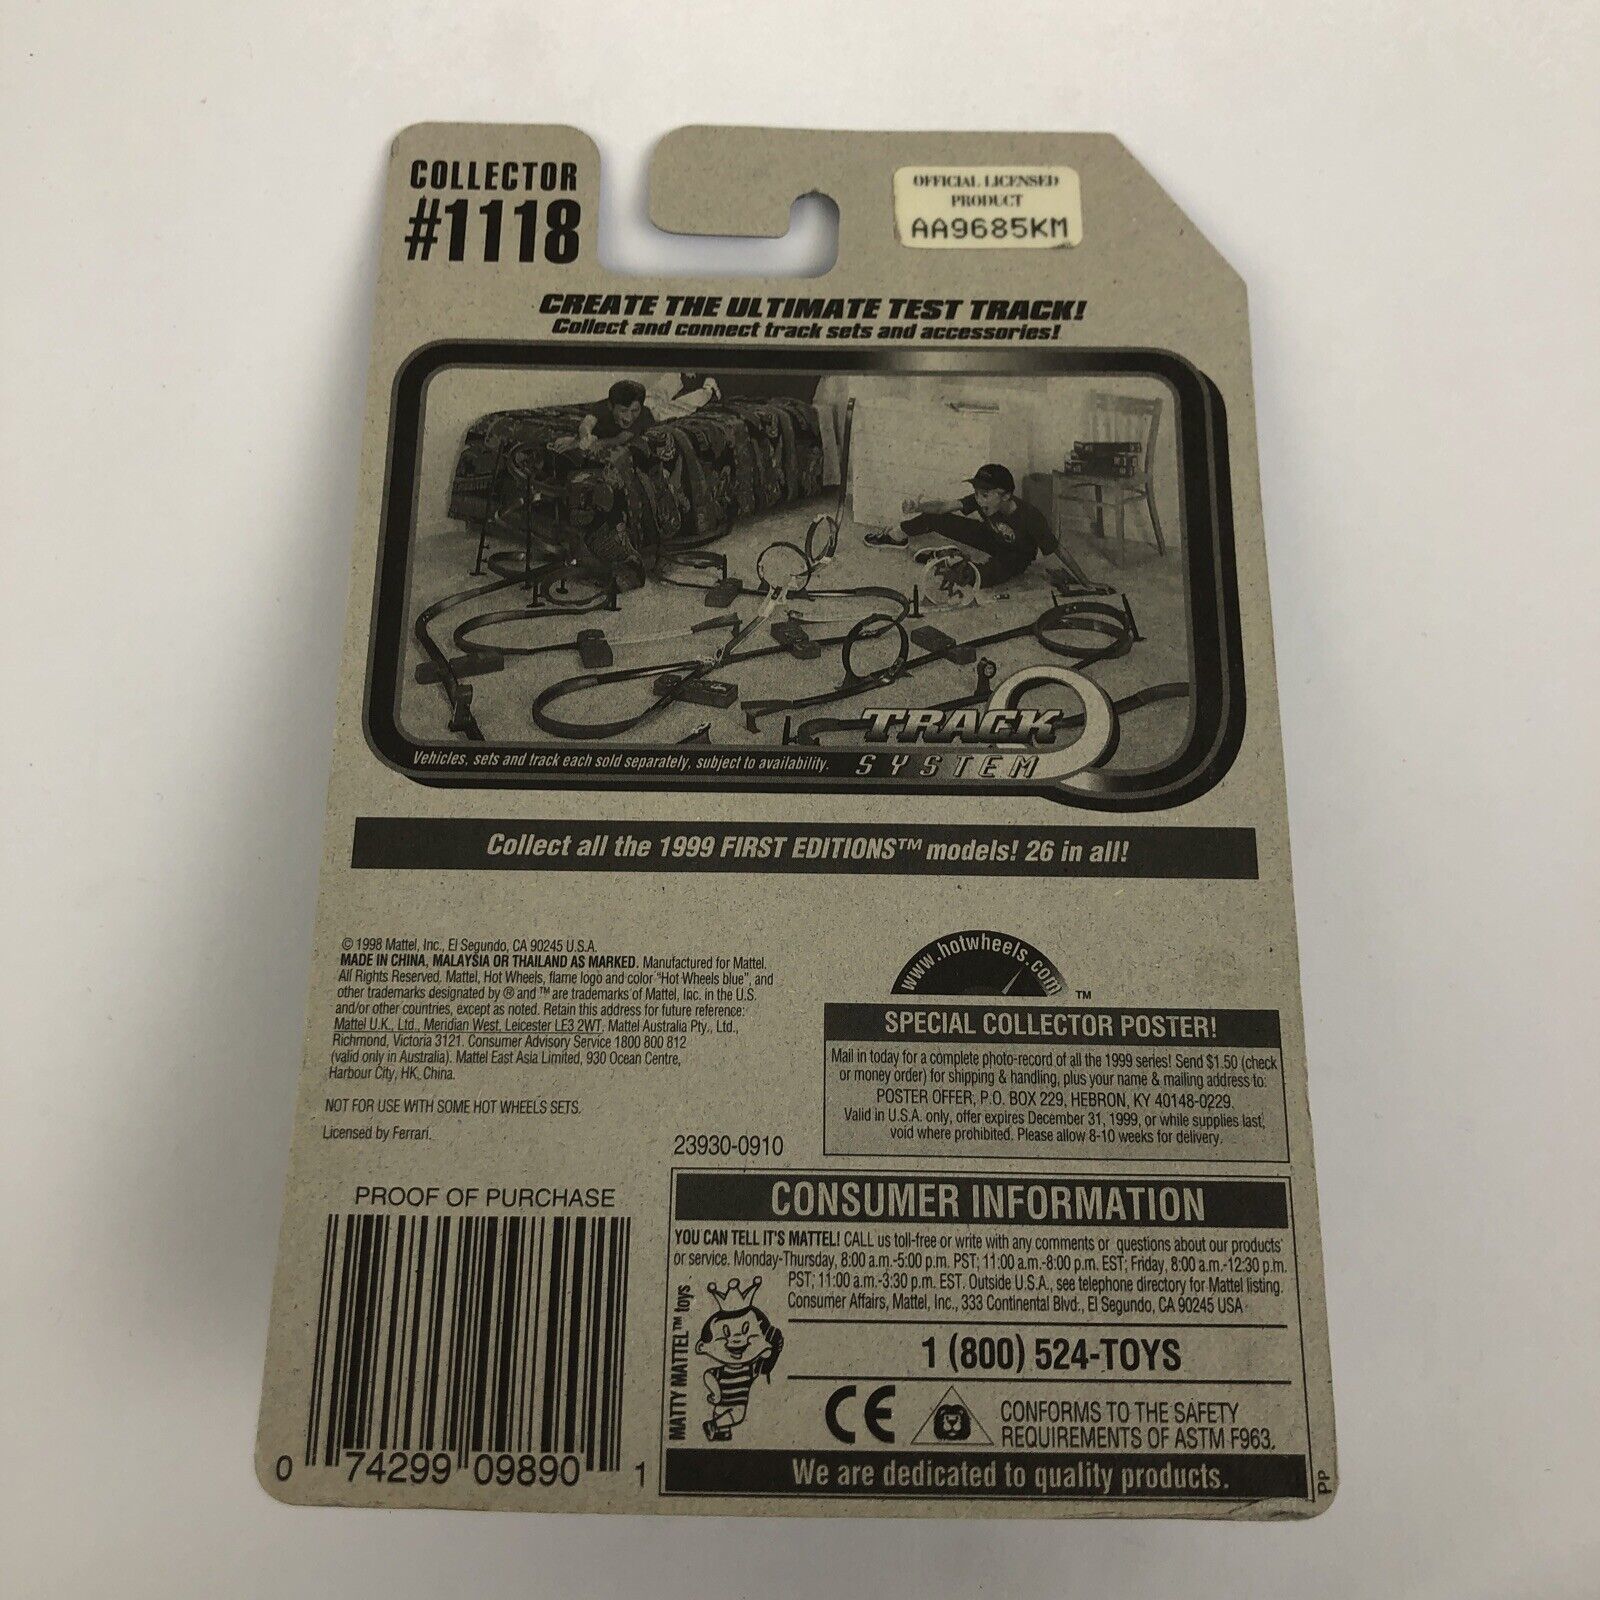 COLLECTOR
#1118
OFFICIAL LICENSED
PRODUCT
AA9685KM
CREATE THE ULTIMATE TEST TRACK!
Collect and connect track sets and accessories!
TRACK
SYSTEM
Vehicles, sets and track each sold separately, subject to availability.
Collect all the 1999 FIRST EDITIONS™ models! 26 in all!
© 1998 Mattel, Inc., El Segundo, CA 90245 U.S.A.
MADE IN CHINA, MALAYSIA OR THAILAND AS MARKED. Manufactured for Mattel.
All Rights Reserved. Mattel, Hot Wheels, flame logo and color "Hot Wheels blue", and
other trademarks designated by ® and ™ are trademarks of Mattel, Inc. in the U.S.
and/or other countries, except as noted. Retain this address for future reference:
Mattel U.K., Ltd., Meridian West, Leicester LE3 2WT. Mattel Australia Pty., Ltd.,
Richmond, Victoria 3121. Consumer Advisory Service 1800 800 812
(valid only in Australia). Mattel East Asia Limited, 930 Ocean Centre,
Harbour City, HK, China.
NOT FOR USE WITH SOME HOT WHEELS SETS.
Licensed by Ferrari.
23930-0910
www.hotwheels.com
™
SPECIAL COLLECTOR POSTER!
Mail in today for a complete photo-record of all the 1999 series! Send $1.50 (check
or money order) for shipping & handling, plus your name & mailing address to:
POSTER OFFER, P.O. BOX 229, HEBRON, KY 40148-0229.
Valid in U.S.A. only, offer expires December 31, 1999, or while supplies last,
void where prohibited. Please allow 8-10 weeks for delivery.
PROOF OF PURCHASE
0 74299 09890 1
CONSUMER INFORMATION
YOU CAN TELL IT'S MATTEL! CALL us toll-free or write with any comments or questions about our products
or service. Monday-Thursday, 8:00 a.m.-5:00 p.m. PST; 11:00 a.m.-8:00 p.m. EST; Friday, 8:00 a.m.-12:30 p.m.
PST, 11:00 a.m.-3:30 p.m. EST. Outside U.S.A., see telephone directory for Mattel listing.
Consumer Affairs, Mattel, Inc., 333 Continental Blvd., El Segundo, CA 90245 USA
MATTY MATTEL™ toys
1 (800) 524-TOYS
CE
CONFORMS TO THE SAFETY
REQUIREMENTS OF ASTM F963.
We are dedicated to quality products.
PP